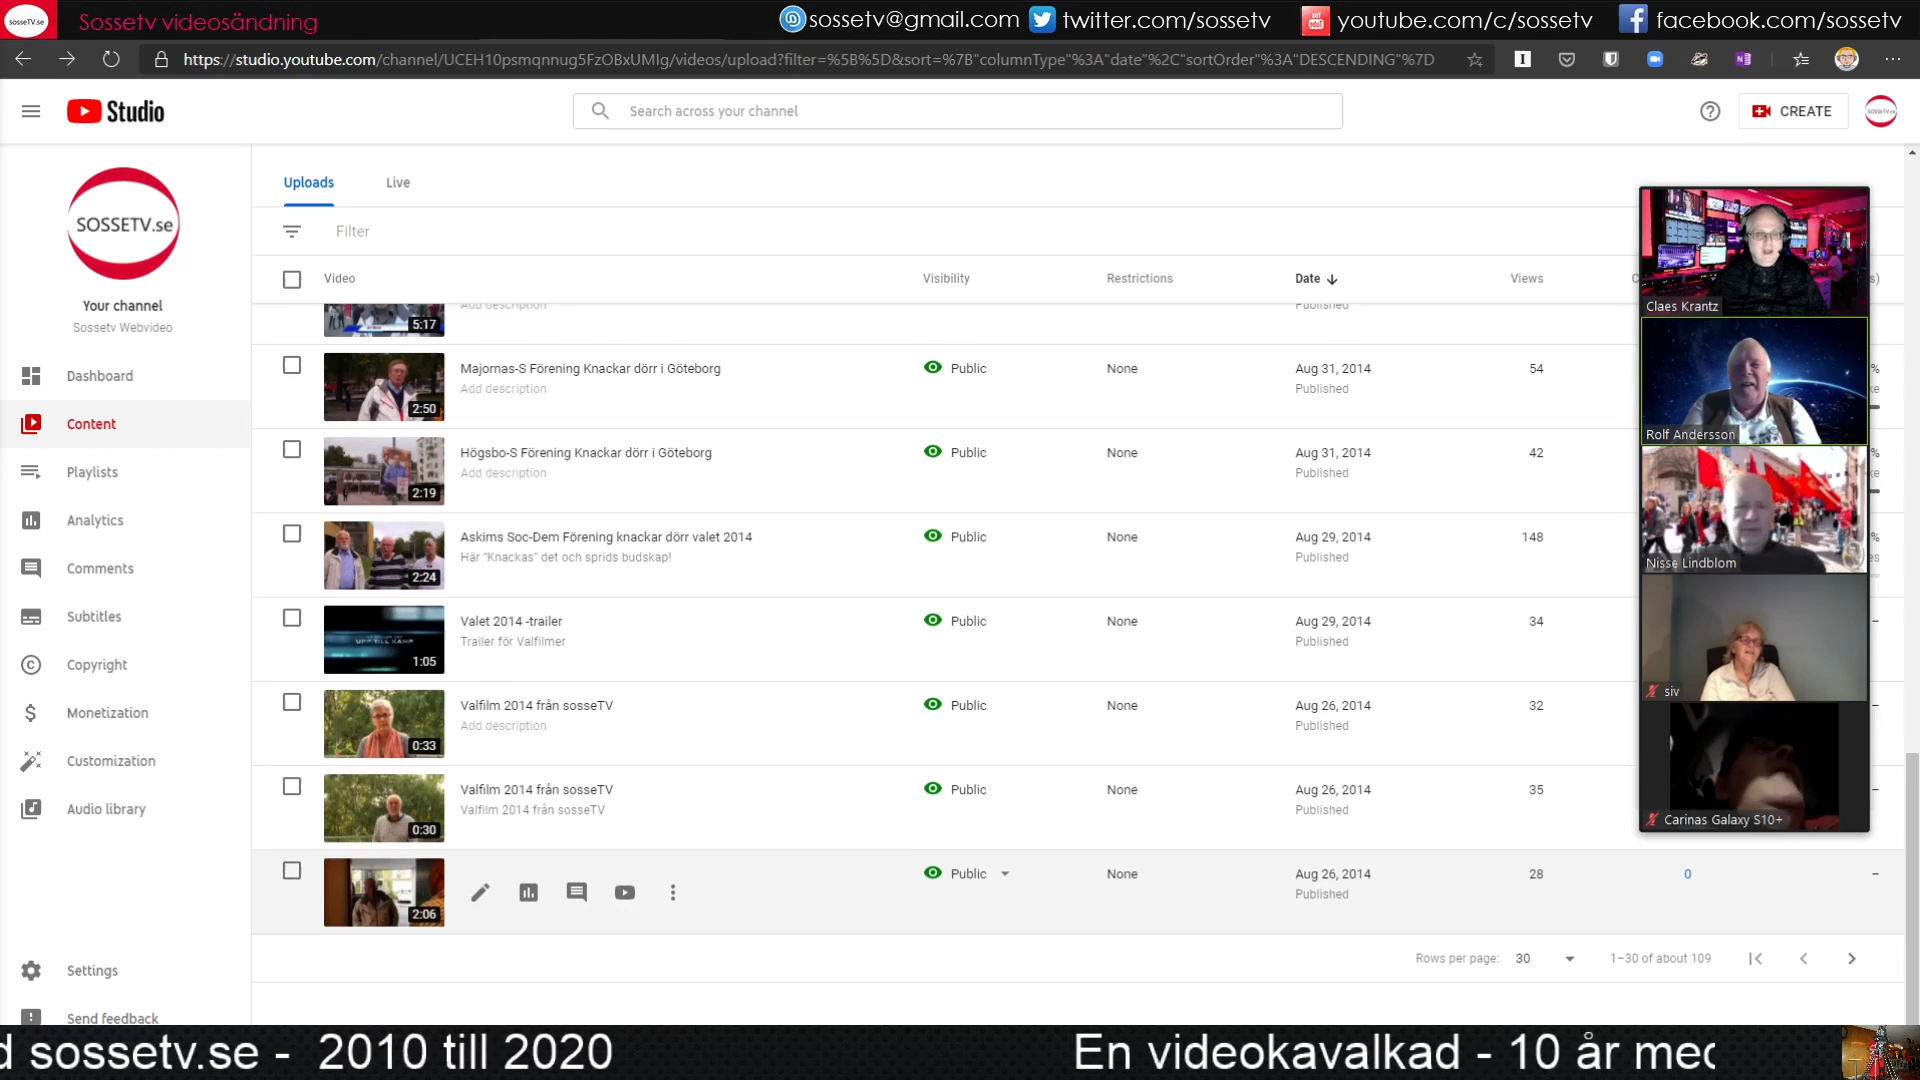 sosseTV.se
Sossetv videosändning
sossetv@gmail.com
twitter.com/sossetv
youtube.com/c/sossetv
facebook.com/sossetv
https://studio.youtube.com/channel/UCEH10psmqnnug5FzOBxUMIg/videos/upload?filter=%5B%5D&sort=%7B"columnType"%3A"date"%2C"sortOrder"%3A"DESCENDING"%7D
Studio
Search across your channel
CREATE
SOSSETV.se
Your channel
Sossetv Webvideo
Dashboard
Content
Playlists
Analytics
Comments
Subtitles
Copyright
Monetization
Customization
Audio library
Settings
Send feedback
Uploads
Live
Filter
Video
Visibility
Restrictions
Date
Views
5:17
Add description
Published
2:50
Majornas-S Förening Knackar dörr i Göteborg
Add description
Public
None
Aug 31, 2014
Published
54
2:19
Högsbo-S Förening Knackar dörr i Göteborg
Add description
Public
None
Aug 31, 2014
Published
42
2:24
Askims Soc-Dem Förening knackar dörr valet 2014
Här "Knackas" det och sprids budskap!
Public
None
Aug 29, 2014
Published
148
UPP TILL KAMP
1:05
Valet 2014 -trailer
Trailer för Valfilmer
Public
None
Aug 29, 2014
Published
34
0:33
Valfilm 2014 från sosseTV
Add description
Public
None
Aug 26, 2014
Published
32
0:30
Valfilm 2014 från sosseTV
Valfilm 2014 från sosseTV
Public
None
Aug 26, 2014
Published
35
2:06
Public
None
Aug 26, 2014
Published
28
0
–
Rows per page:
30
1–30 of about 109
Claes Krantz
Rolf Andersson
Nisse Lindblom
siv
Carinas Galaxy S10+
d sossetv.se - 2010 till 2020
En videokavalkad - 10 år med